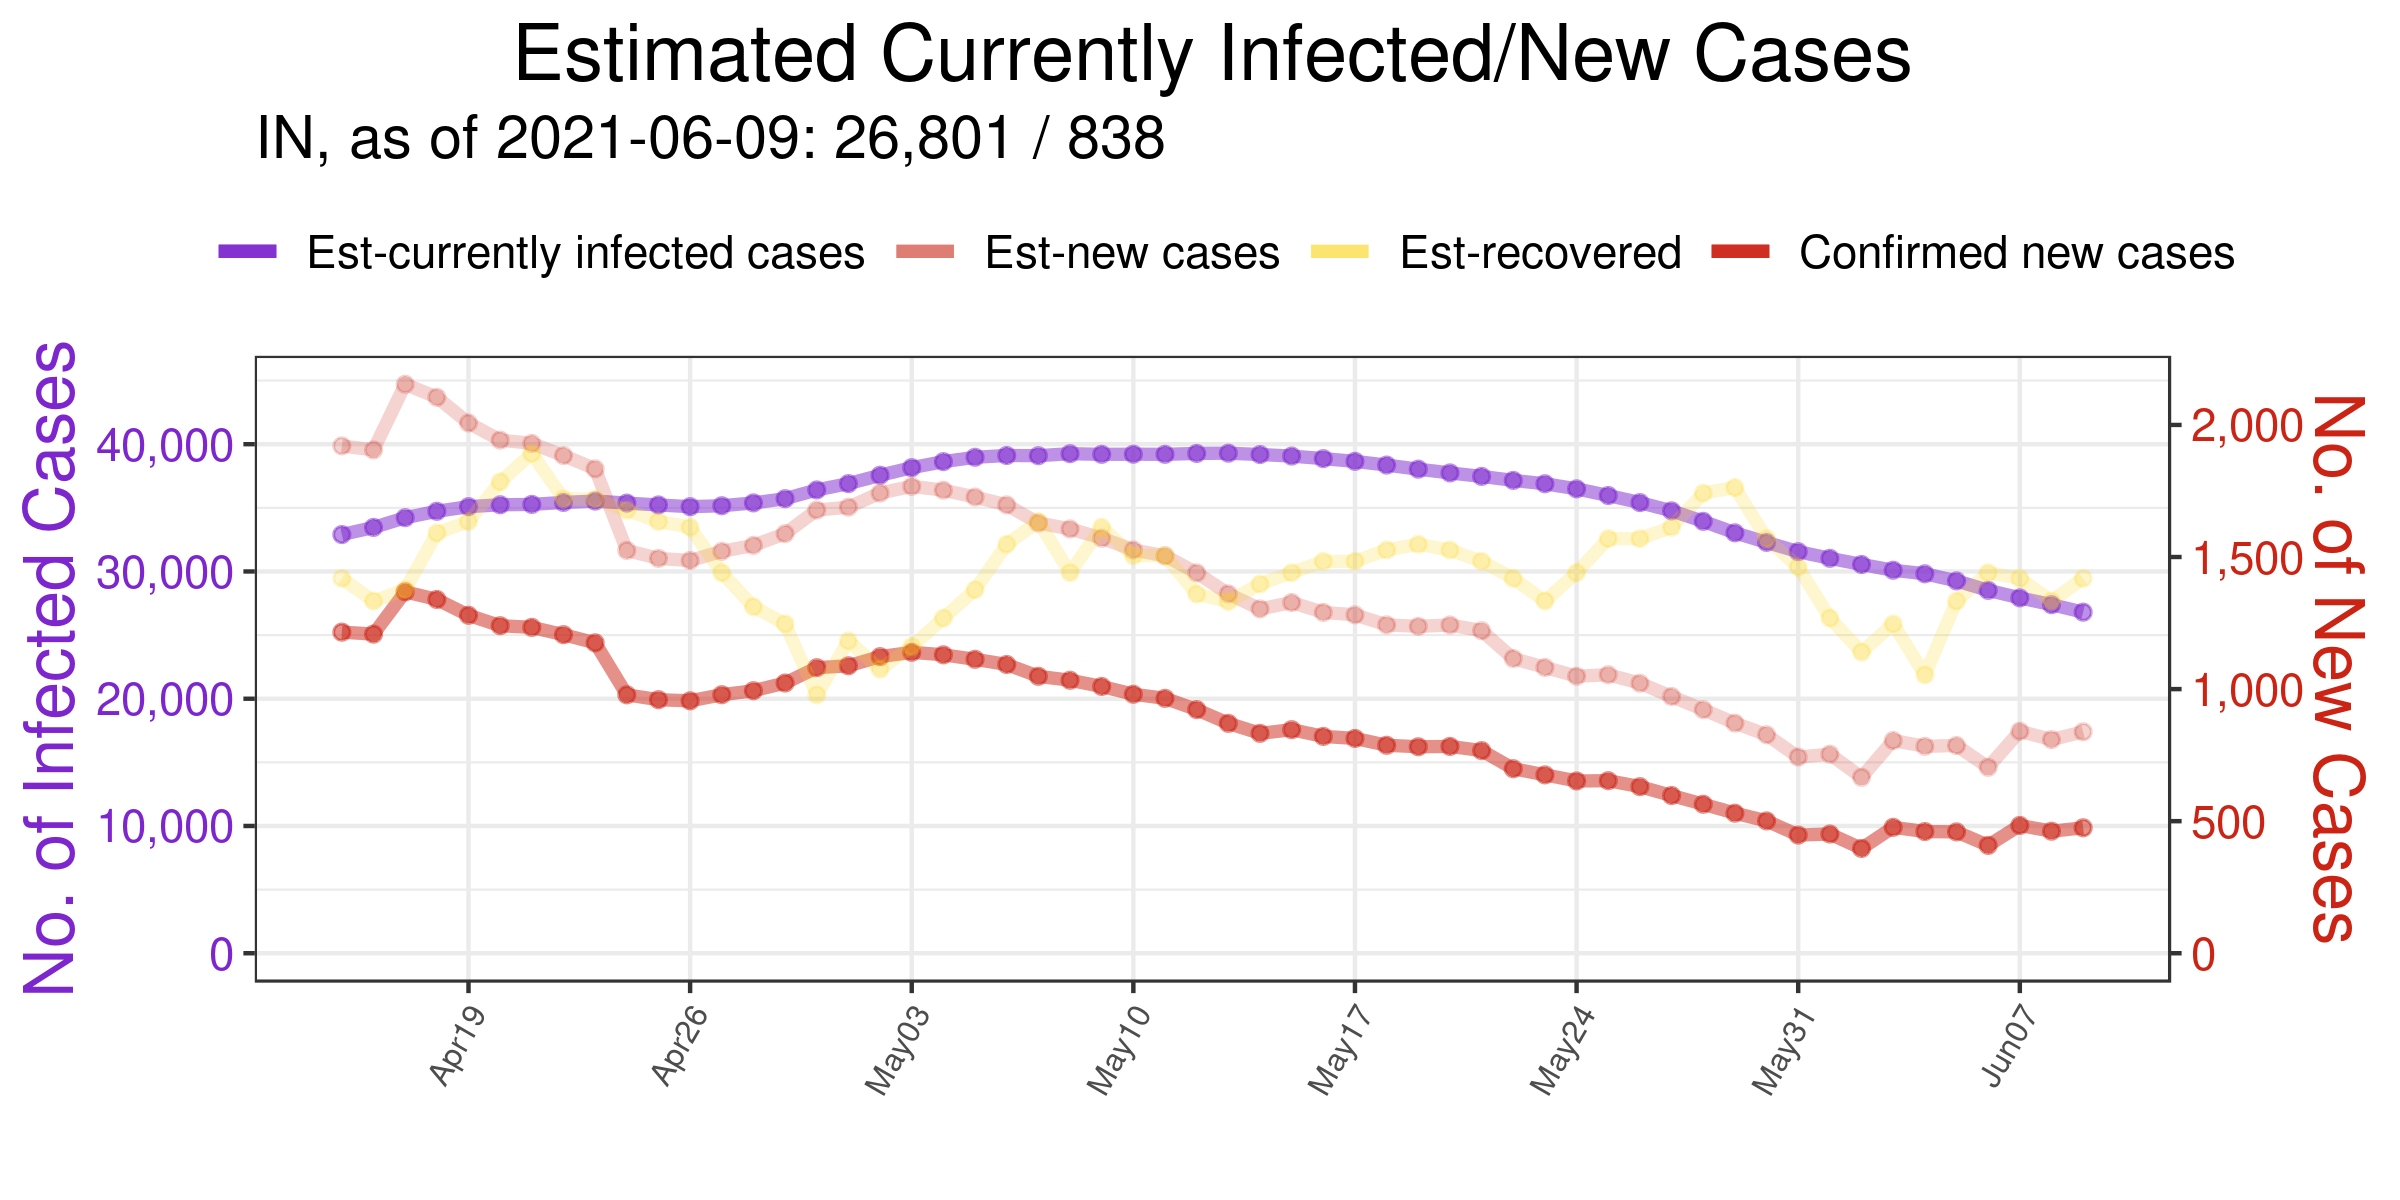 Estimated Currently Infected/New Cases
IN, as of 2021-06-09: 26,801 / 838
Est-currently infected cases Est-new cases Est-recovered Confirmed new cases
No. of Infected Cases
40,000
30,000
20,000
10,000
0
2,000
1,500
1,000
500
0
No. of New Cases
Apr19 Apr26 May03 May10 May17 May24 May31 Jun07